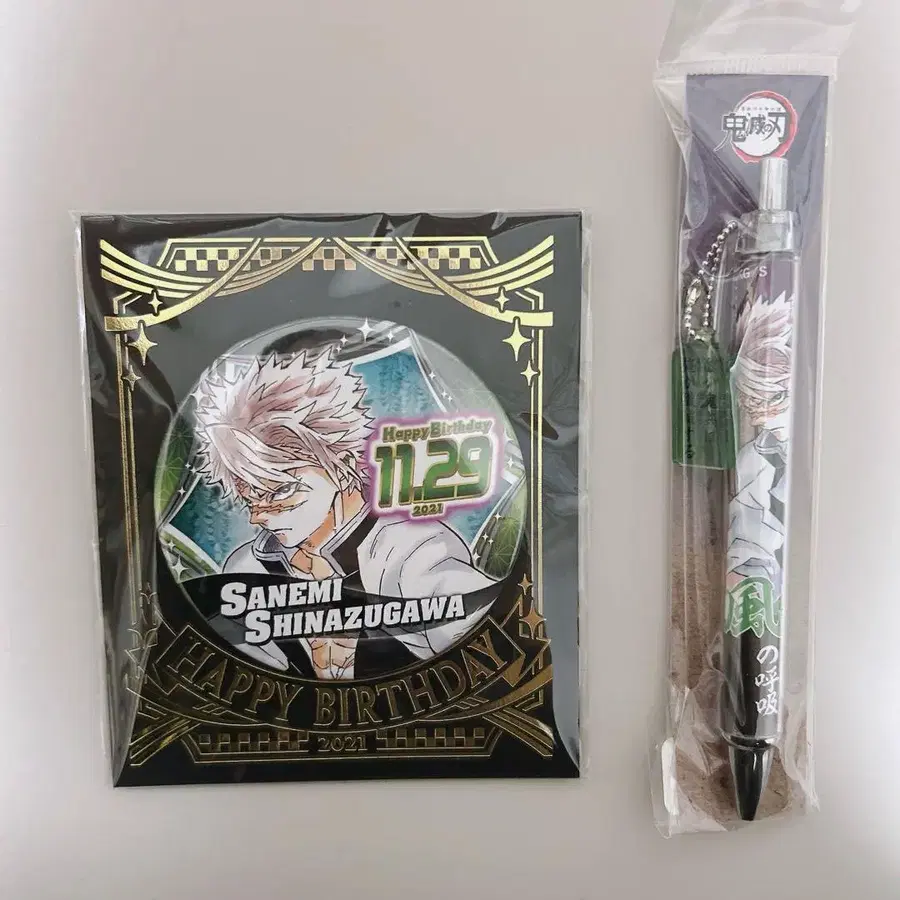 Happy Birthday
11.29
2021
SANEMI
SHINAZUGAWA
HAPPY BIRTHDAY
2021
鬼滅の刃
G S
風
の呼吸